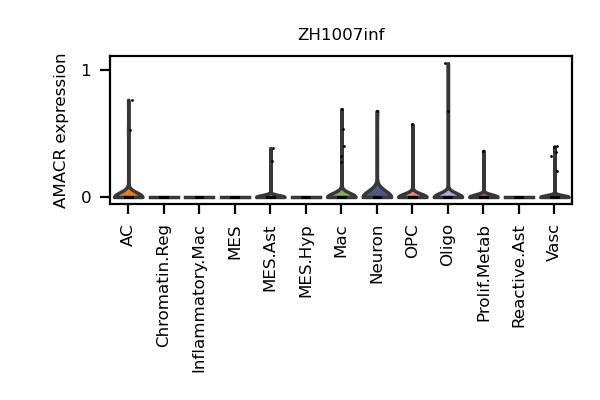 ZH1007inf
AMACR expression
1
0
AC
Chromatin.Reg
Inflammatory.Mac
MES
MES.Ast
MES.Hyp
Mac
Neuron
OPC
Oligo
Prolif.Metab
Reactive.Ast
Vasc